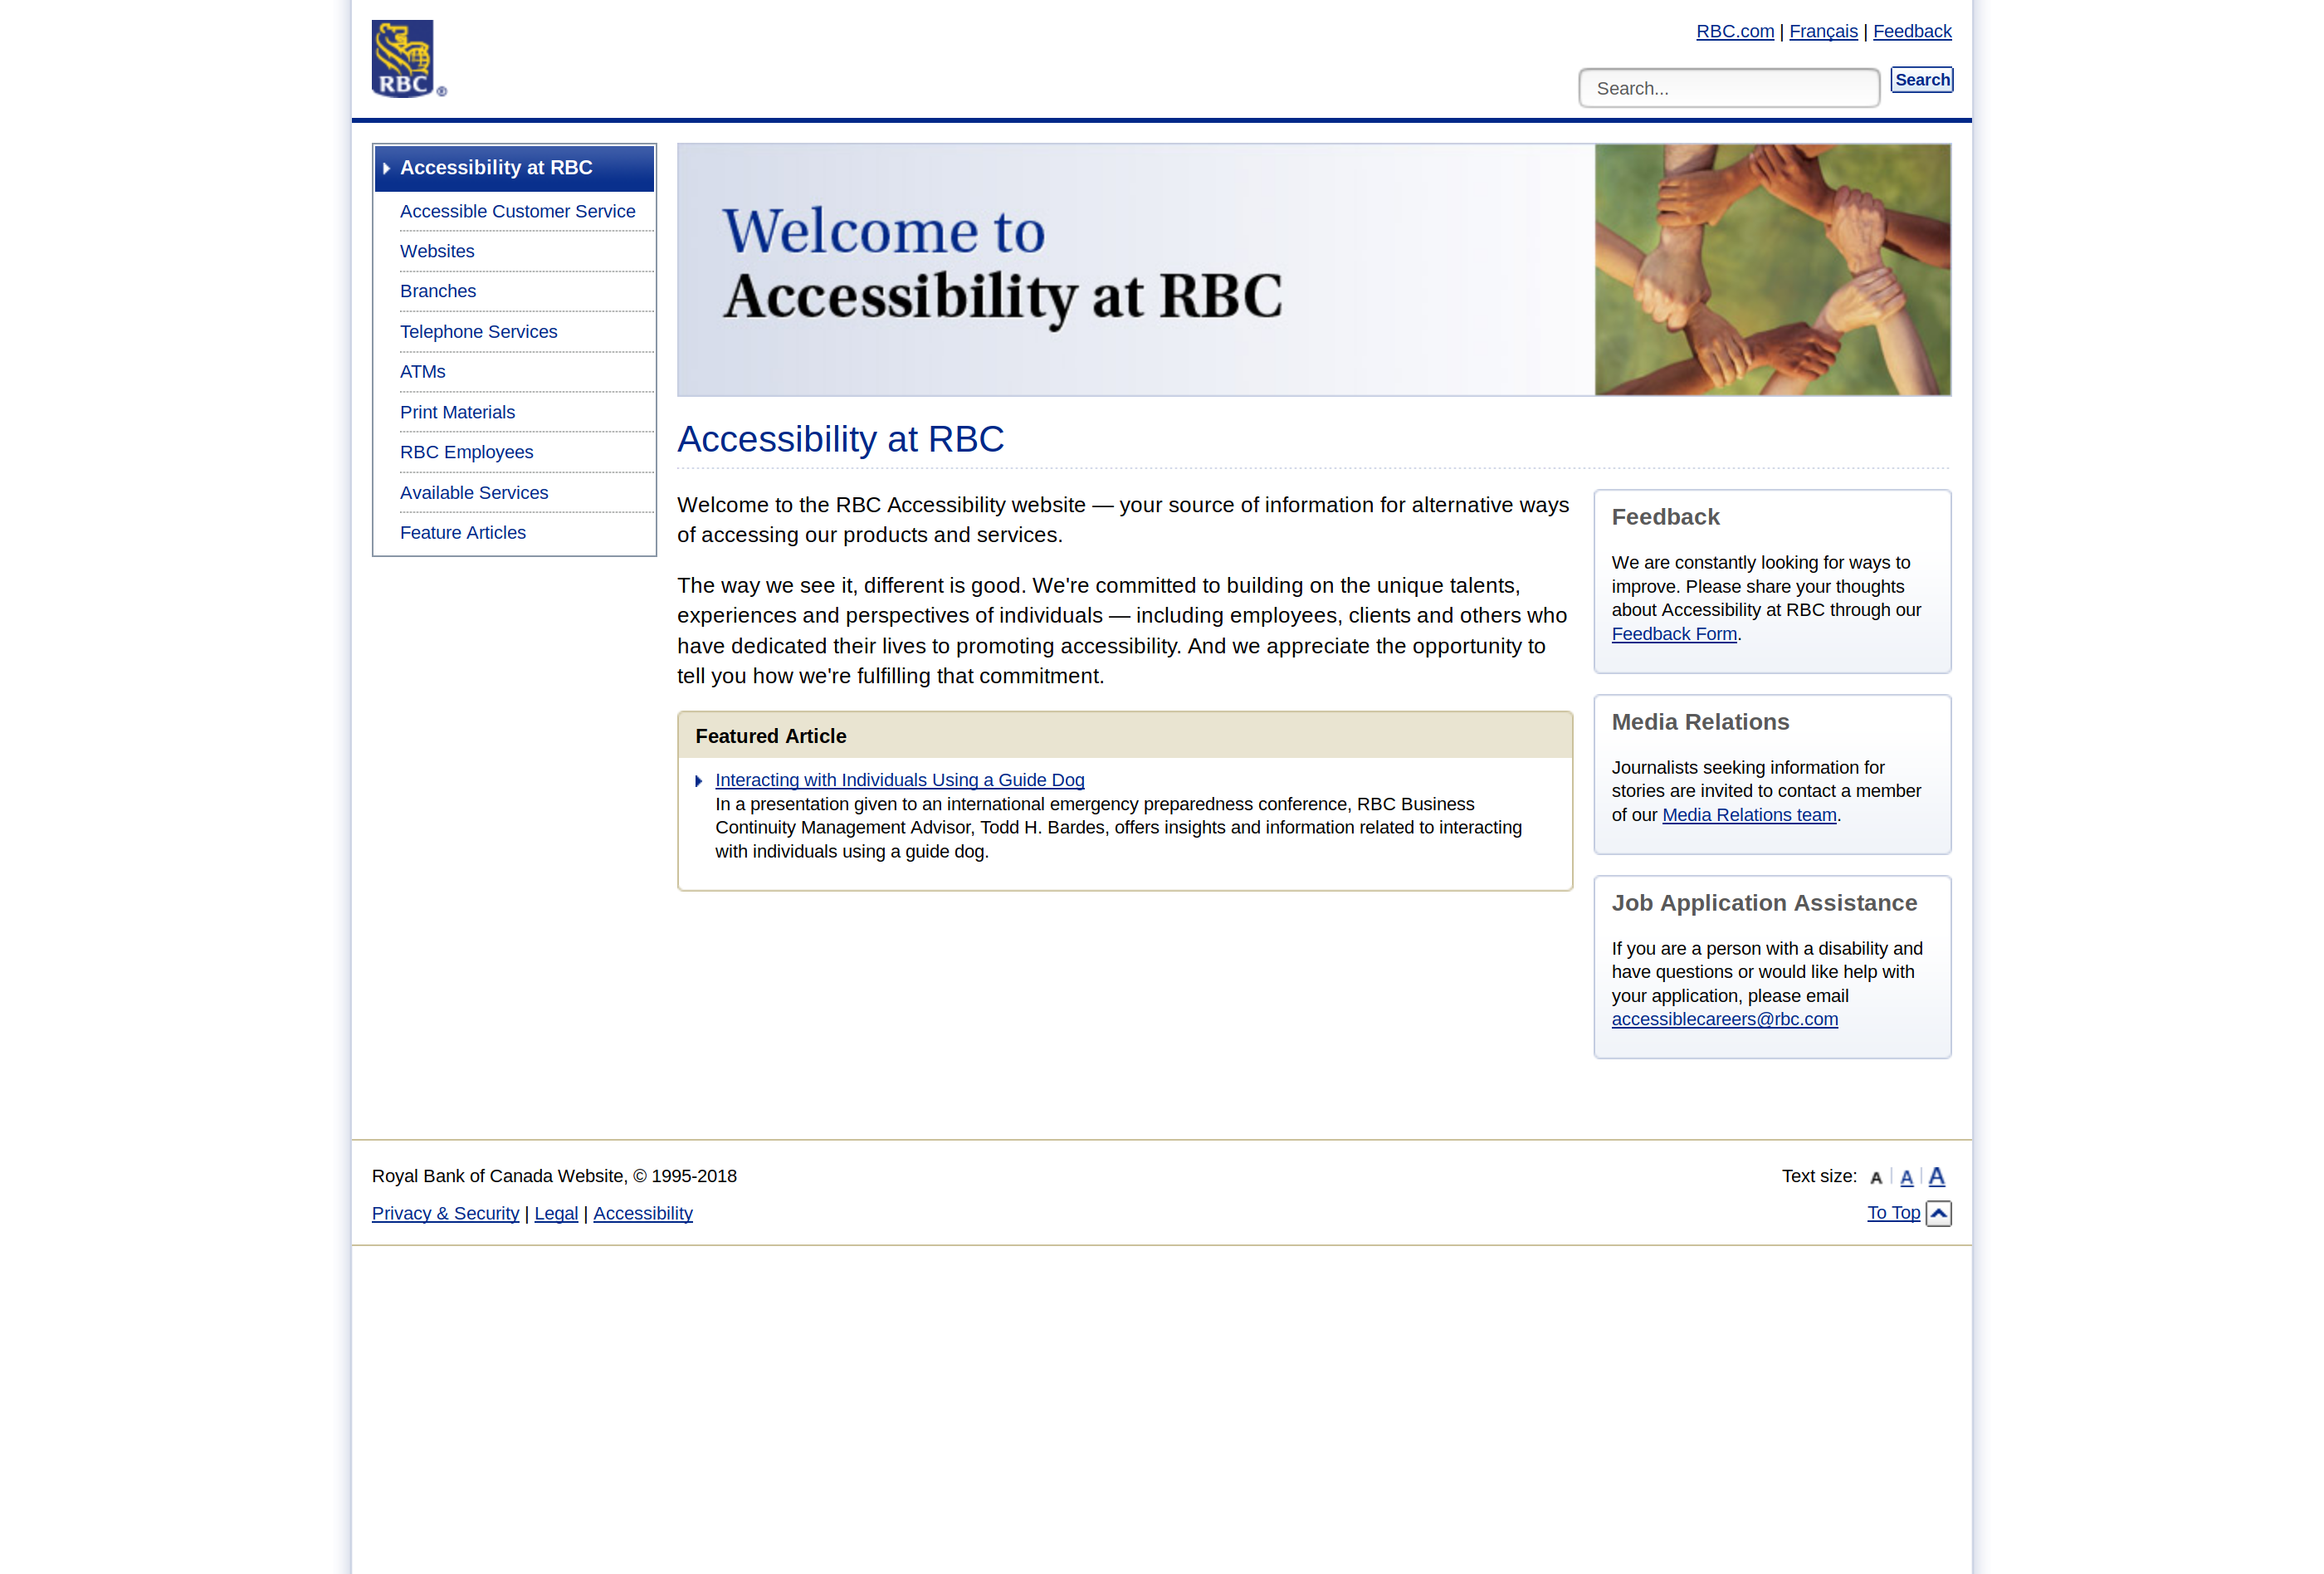 RBC ®
RBC.com | Français | Feedback
Search...
Search
Accessibility at RBC
Accessible Customer Service
Websites
Branches
Telephone Services
ATMs
Print Materials
RBC Employees
Available Services
Feature Articles
Welcome to
Accessibility at RBC
Accessibility at RBC
Welcome to the RBC Accessibility website — your source of information for alternative ways
of accessing our products and services.
The way we see it, different is good. We're committed to building on the unique talents,
experiences and perspectives of individuals — including employees, clients and others who
have dedicated their lives to promoting accessibility. And we appreciate the opportunity to
tell you how we're fulfilling that commitment.
Featured Article
Interacting with Individuals Using a Guide Dog
In a presentation given to an international emergency preparedness conference, RBC Business
Continuity Management Advisor, Todd H. Bardes, offers insights and information related to interacting
with individuals using a guide dog.
Feedback
We are constantly looking for ways to
improve. Please share your thoughts
about Accessibility at RBC through our
Feedback Form.
Media Relations
Journalists seeking information for
stories are invited to contact a member
of our Media Relations team.
Job Application Assistance
If you are a person with a disability and
have questions or would like help with
your application, please email
accessiblecareers@rbc.com
Royal Bank of Canada Website, © 1995-2018
Privacy & Security | Legal | Accessibility
Text size: A | A | A
To Top